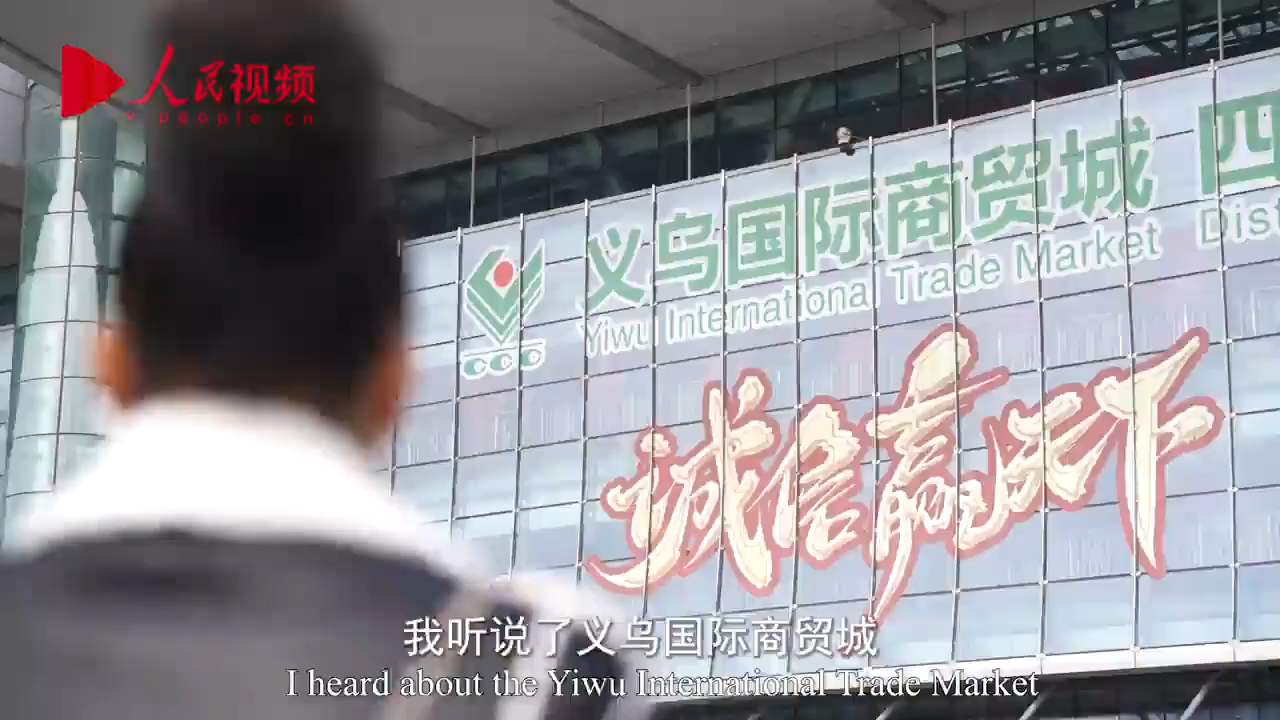 人民视频
v.people.cn
义乌国际商贸城 四
Yiwu International Trade Market Dist
CCC
诚信赢天下
我听说了义乌国际商贸城
I heard about the Yiwu International Trade Market